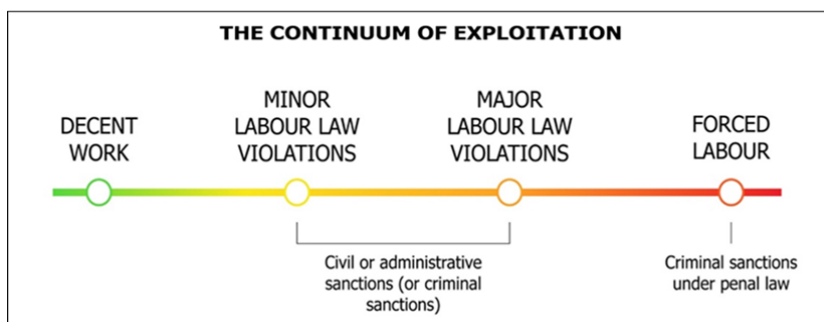 THE CONTINUUM OF EXPLOITATION
DECENT
WORK
MINOR
LABOUR LAW
VIOLATIONS
MAJOR
LABOUR LAW
VIOLATIONS
FORCED
LABOUR
Civil or administrative
sanctions (or criminal
sanctions)
Criminal sanctions
under penal law